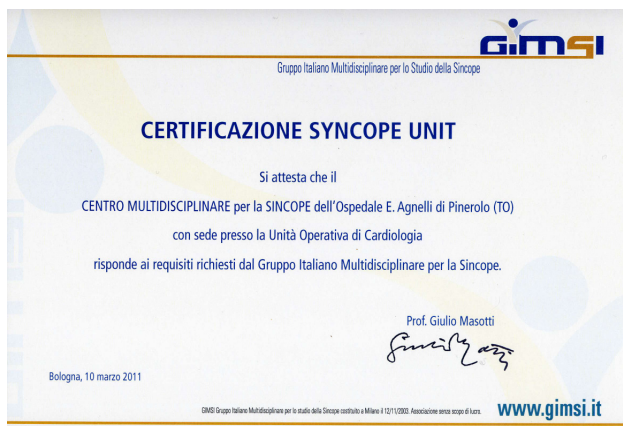 GIMSI
Gruppo Italiano Multidisciplinare per lo Studio della Sincope
CERTIFICAZIONE SYNCOPE UNIT
Si attesta che il
CENTRO MULTIDISCIPLINARE per la SINCOPE dell'Ospedale E. Agnelli di Pinerolo (TO)
con sede presso la Unità Operativa di Cardiologia
risponde ai requisiti richiesti dal Gruppo Italiano Multidisciplinare per la Sincope.
Prof. Giulio Masotti
Bologna, 10 marzo 2011
GIMSI Gruppo Italiano Multidisciplinare per lo studio della Sincope costituito a Milano il 12/11/2003. Associazione senza scopo di lucro.
www.gimsi.it